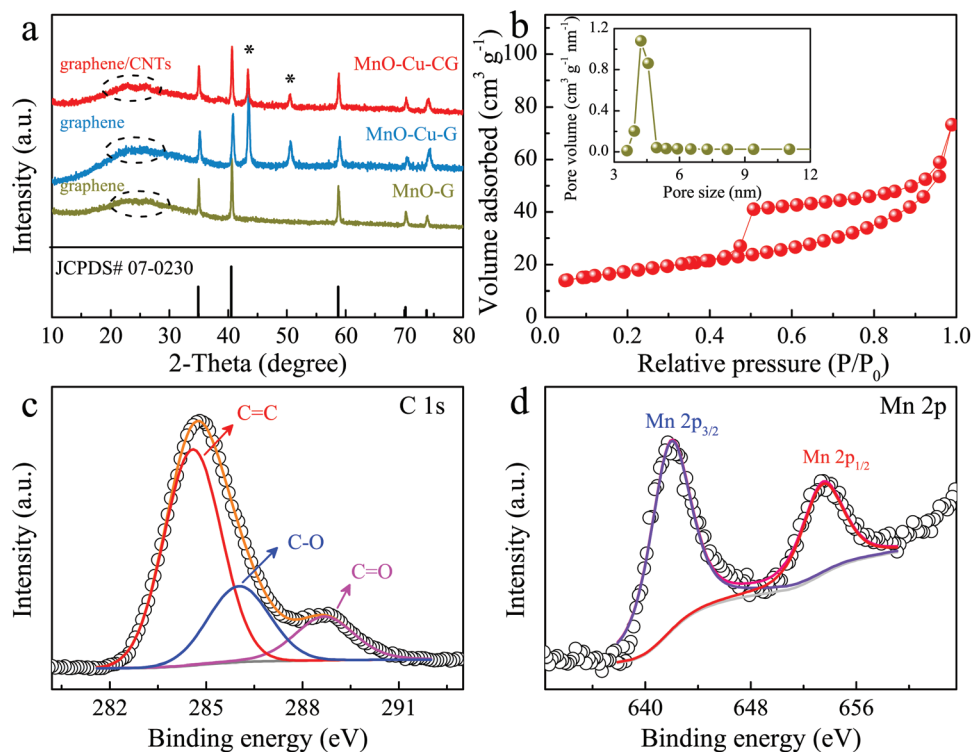 a
graphene/CNTs
*
*
MnO-Cu-CG
graphene
MnO-Cu-G
graphene
MnO-G
JCPDS# 07-0230
Intensity (a.u.)
10 20 30 40 50 60 70 80
2-Theta (degree)
b
Volume adsorbed (cm³ g⁻¹)
100
80
60
40
20
0
0.0 0.2 0.4 0.6 0.8 1.0
Relative pressure (P/P₀)
Pore volume (cm³ g⁻¹ nm⁻¹)
1.2
0.8
0.4
0.0
3 6 9 12
Pore size (nm)
c
C 1s
C=C
C-O
C=O
Intensity (a.u.)
282 285 288 291
Binding energy (eV)
d
Mn 2p
Mn 2p₃/₂
Mn 2p₁/₂
Intensity (a.u.)
640 648 656
Binding energy (eV)